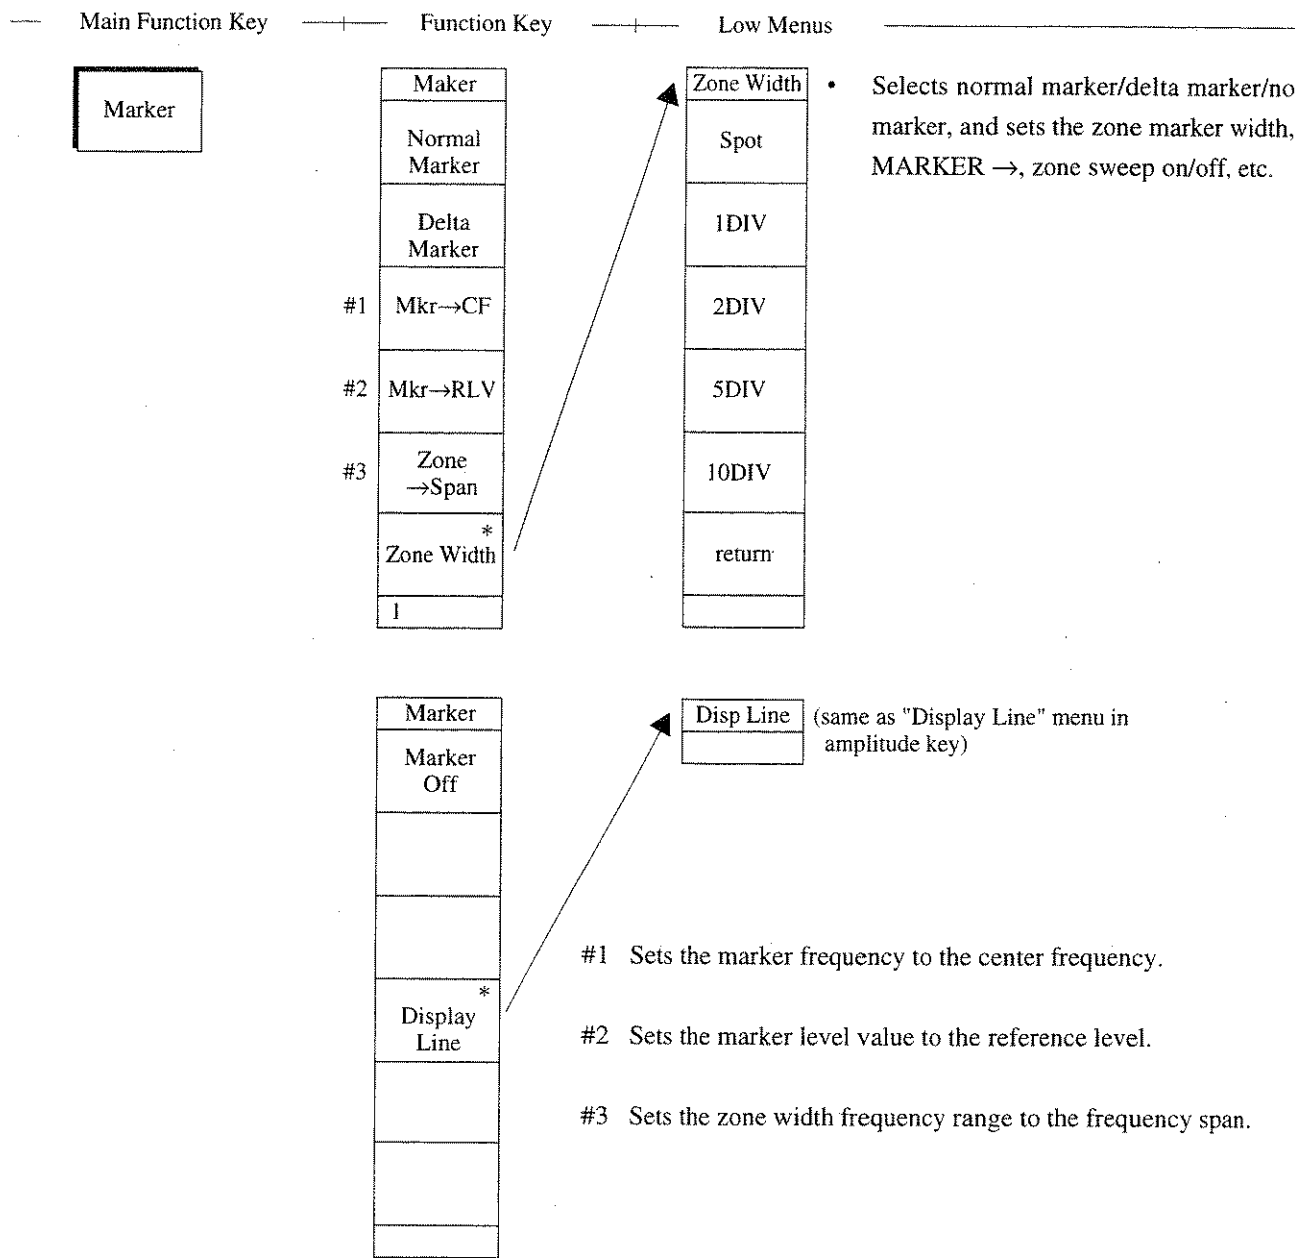 Main Function Key
Function Key
Low Menus
Marker
Maker
Normal
Marker
Delta
Marker
#1 Mkr→CF
#2 Mkr→RLV
#3 Zone
→Span
*
Zone Width
1
Zone Width
Spot
1DIV
2DIV
5DIV
10DIV
return
• Selects normal marker/delta marker/no
marker, and sets the zone marker width,
MARKER →, zone sweep on/off, etc.
Marker
Marker
Off
*
Display
Line
Disp Line
(same as "Display Line" menu in
amplitude key)
#1 Sets the marker frequency to the center frequency.
#2 Sets the marker level value to the reference level.
#3 Sets the zone width frequency range to the frequency span.